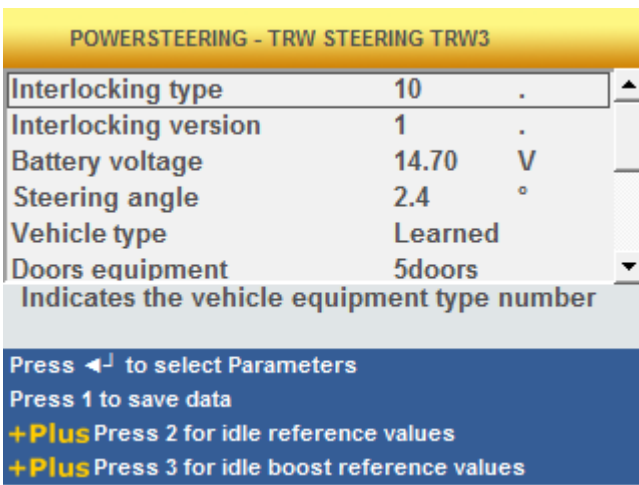 POWERSTEERING - TRW STEERING TRW3
Interlocking type 10 .
Interlocking version 1 .
Battery voltage 14.70 V
Steering angle 2.4 °
Vehicle type Learned
Doors equipment 5doors
Indicates the vehicle equipment type number
Press ◄┘ to select Parameters
Press 1 to save data
+Plus Press 2 for idle reference values
+Plus Press 3 for idle boost reference values